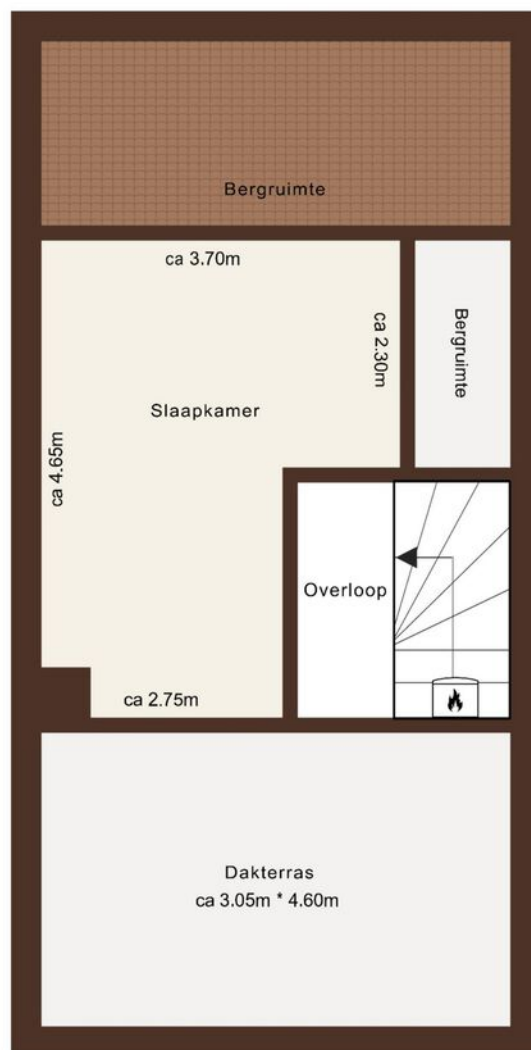 Bergruimte
ca 3.70m
ca 2.30m
Bergruimte
Slaapkamer
ca 4.65m
Overloop
ca 2.75m
Dakterras
ca 3.05m * 4.60m